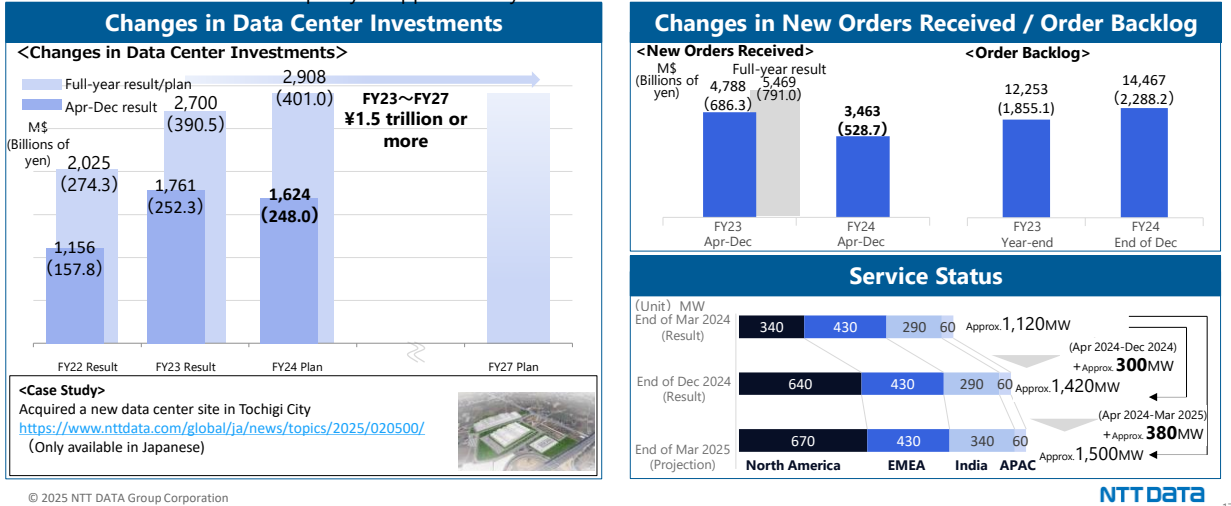 Changes in Data Center Investments
<Changes in Data Center Investments>
Full-year result/plan
Apr-Dec result
M$
(Billions of
yen)
2,025
(274.3)
1,156
(157.8)
2,700
(390.5)
1,761
(252.3)
2,908
(401.0)
1,624
(248.0)
FY23～FY27
¥1.5 trillion or
more
FY22 Result
FY23 Result
FY24 Plan
FY27 Plan
<Case Study>
Acquired a new data center site in Tochigi City
https://www.nttdata.com/global/ja/news/topics/2025/020500/
（Only available in Japanese)
Changes in New Orders Received / Order Backlog
<New Orders Received>
M$
(Billions of
yen)
Full-year result
4,788
(686.3)
5,469
(791.0)
3,463
(528.7)
FY23
Apr-Dec
FY24
Apr-Dec
<Order Backlog>
12,253
(1,855.1)
14,467
(2,288.2)
FY23
Year-end
FY24
End of Dec
Service Status
（Unit）MW
End of Mar 2024
(Result)
340 430 290 60 Approx.1,120MW
(Apr 2024-Dec 2024)
+Approx.300MW
End of Dec 2024
(Result)
640 430 290 60 Approx.1,420MW
(Apr 2024-Mar 2025)
+Approx.380MW
End of Mar 2025
(Projection)
670 430 340 60 Approx.1,500MW
North America EMEA India APAC
© 2025 NTT DATA Group Corporation
NTT DATA